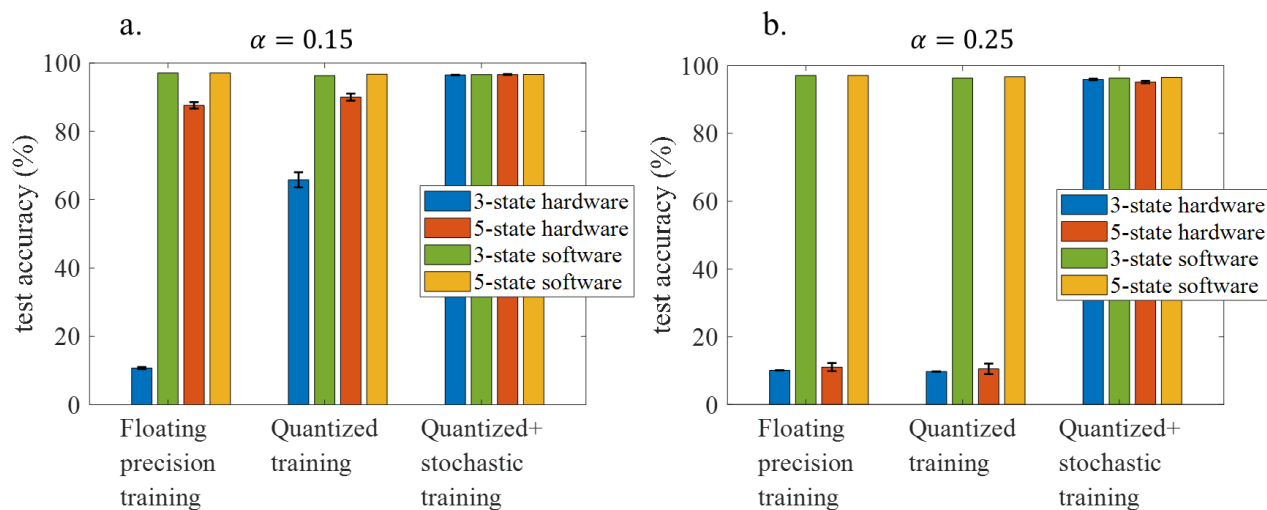 a.
α = 0.15
test accuracy (%)
100
80
60
40
20
0
3-state hardware
5-state hardware
3-state software
5-state software
Floating
precision
training
Quantized
training
Quantized+
stochastic
training
b.
α = 0.25
test accuracy (%)
100
80
60
40
20
0
3-state hardware
5-state hardware
3-state software
5-state software
Floating
precision
training
Quantized
training
Quantized+
stochastic
training